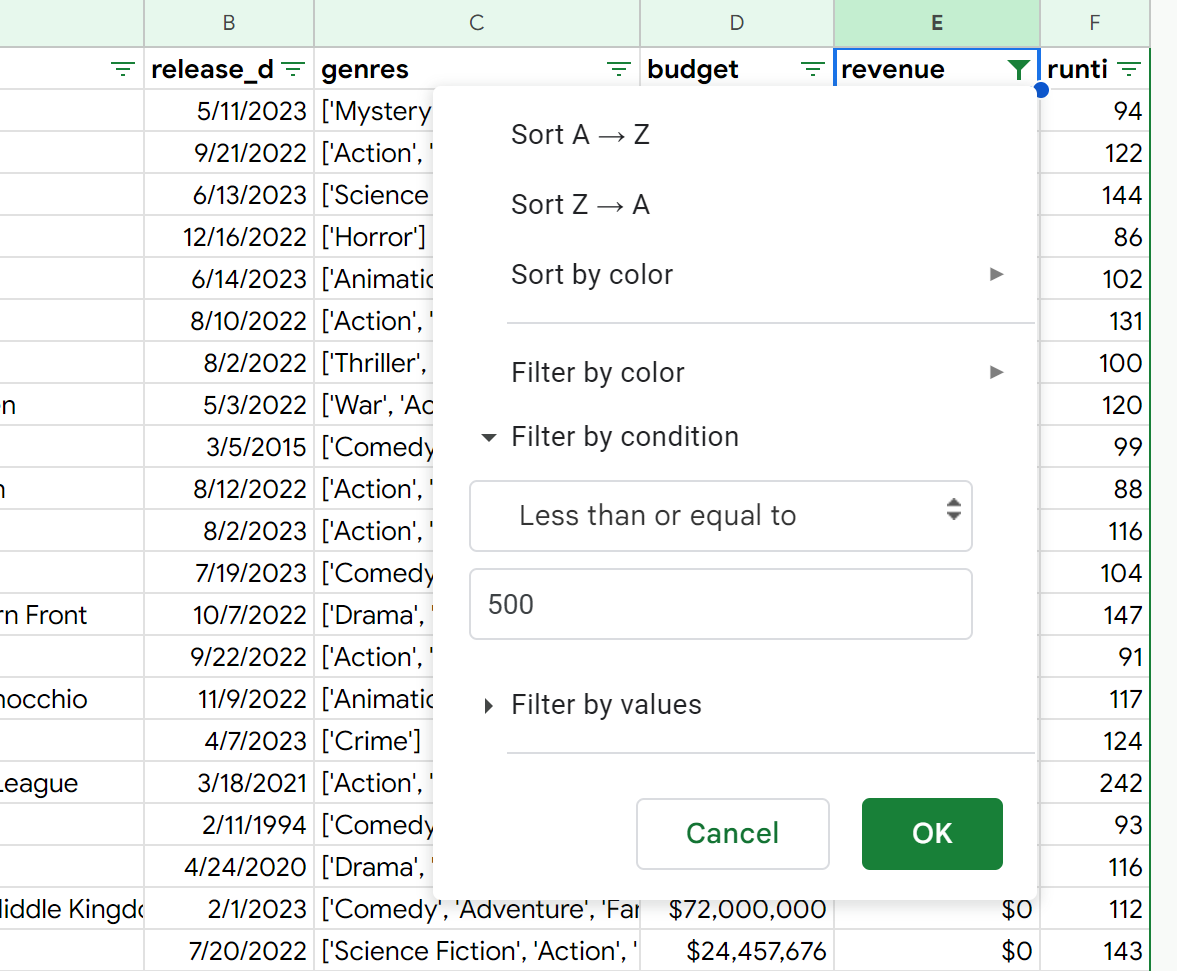 B C D E F
release_d genres budget revenue runti
5/11/2023 ['Mystery 94
Sort A → Z
9/21/2022 ['Action', ' 122
6/13/2023 ['Science 144
Sort Z → A
12/16/2022 ['Horror'] 86
6/14/2023 ['Animatic 102
Sort by color
8/10/2022 ['Action', ' 131
8/2/2022 ['Thriller', 100
Filter by color
n 5/3/2022 ['War', 'Ac 120
Filter by condition
3/5/2015 ['Comedy 99
n 8/12/2022 ['Action', ' 88
Less than or equal to
8/2/2023 ['Action', ' 116
7/19/2023 ['Comedy 104
500
rn Front 10/7/2022 ['Drama', ' 147
9/22/2022 ['Action', ' 91
nocchio 11/9/2022 ['Animatic 117
Filter by values
4/7/2023 ['Crime'] 124
League 3/18/2021 ['Action', ' 242
2/11/1994 ['Comedy 93
Cancel OK
4/24/2020 ['Drama', ' 116
Middle Kingdo 2/1/2023 ['Comedy', 'Adventure', 'Far $72,000,000 $0 112
7/20/2022 ['Science Fiction', 'Action', ' $24,457,676 $0 143